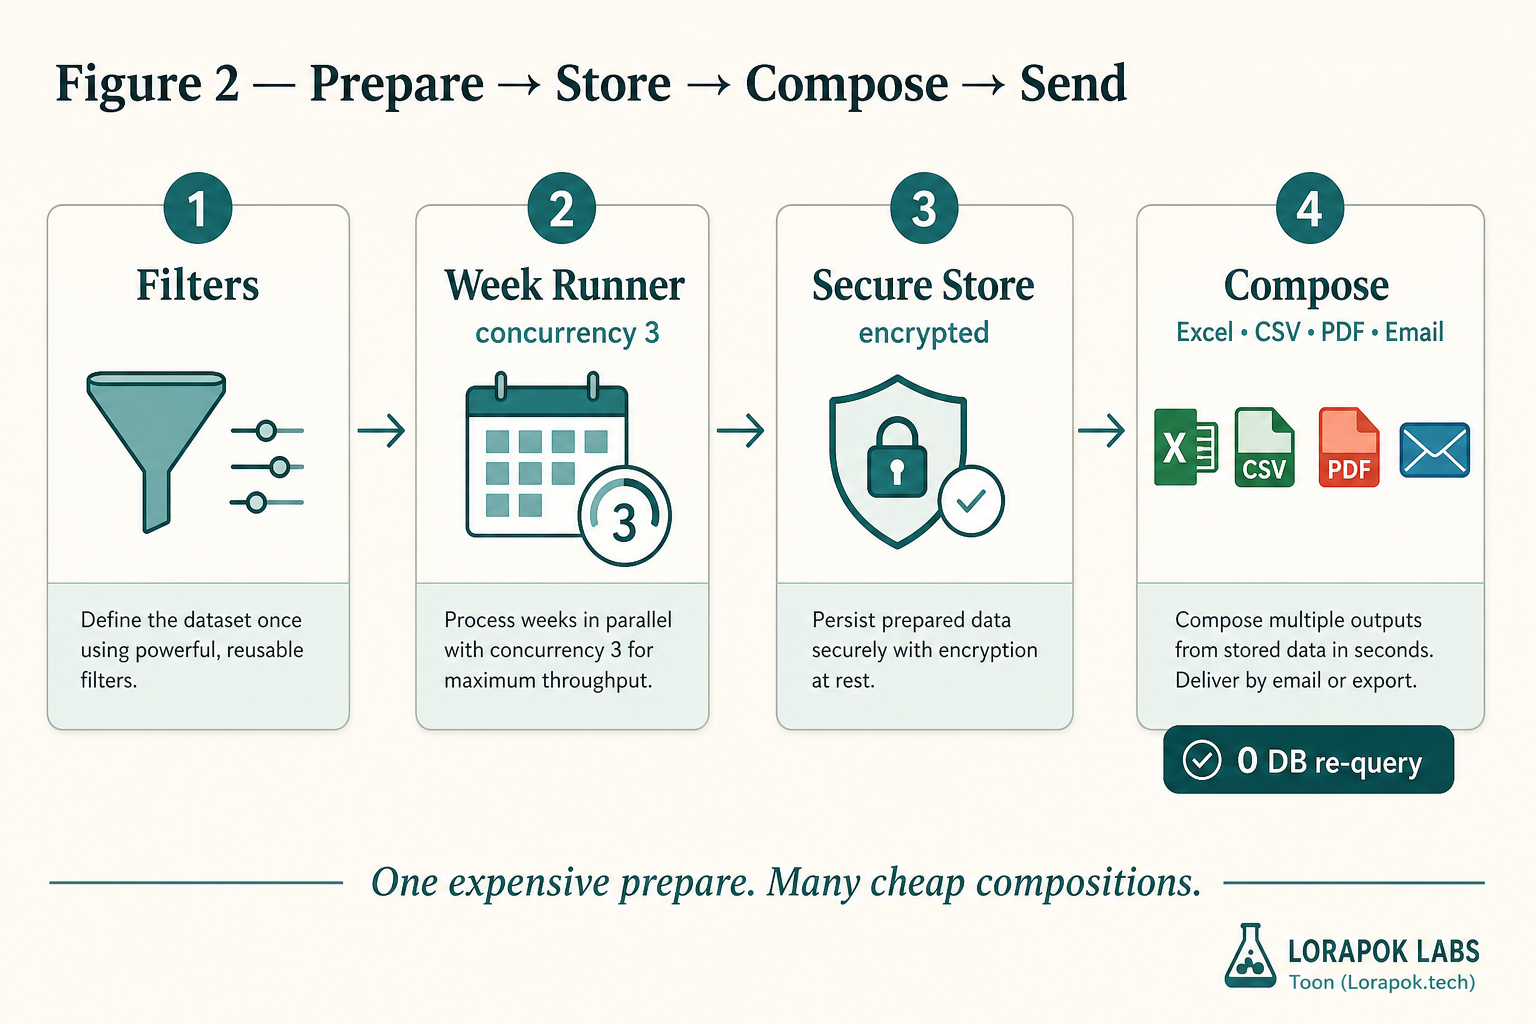 Figure 2 — Prepare → Store → Compose → Send
1
Filters
Define the dataset once
using powerful, reusable
filters.
2
Week Runner
concurrency 3
3
Process weeks in parallel
with concurrency 3 for
maximum throughput.
3
Secure Store
encrypted
Persist prepared data
securely with encryption
at rest.
4
Compose
Excel • CSV • PDF • Email
X
CSV
PDF
Compose multiple outputs
from stored data in seconds.
Deliver by email or export.
0 DB re-query
One expensive prepare. Many cheap compositions.
LORAPOK LABS
Toon (Lorapok.tech)